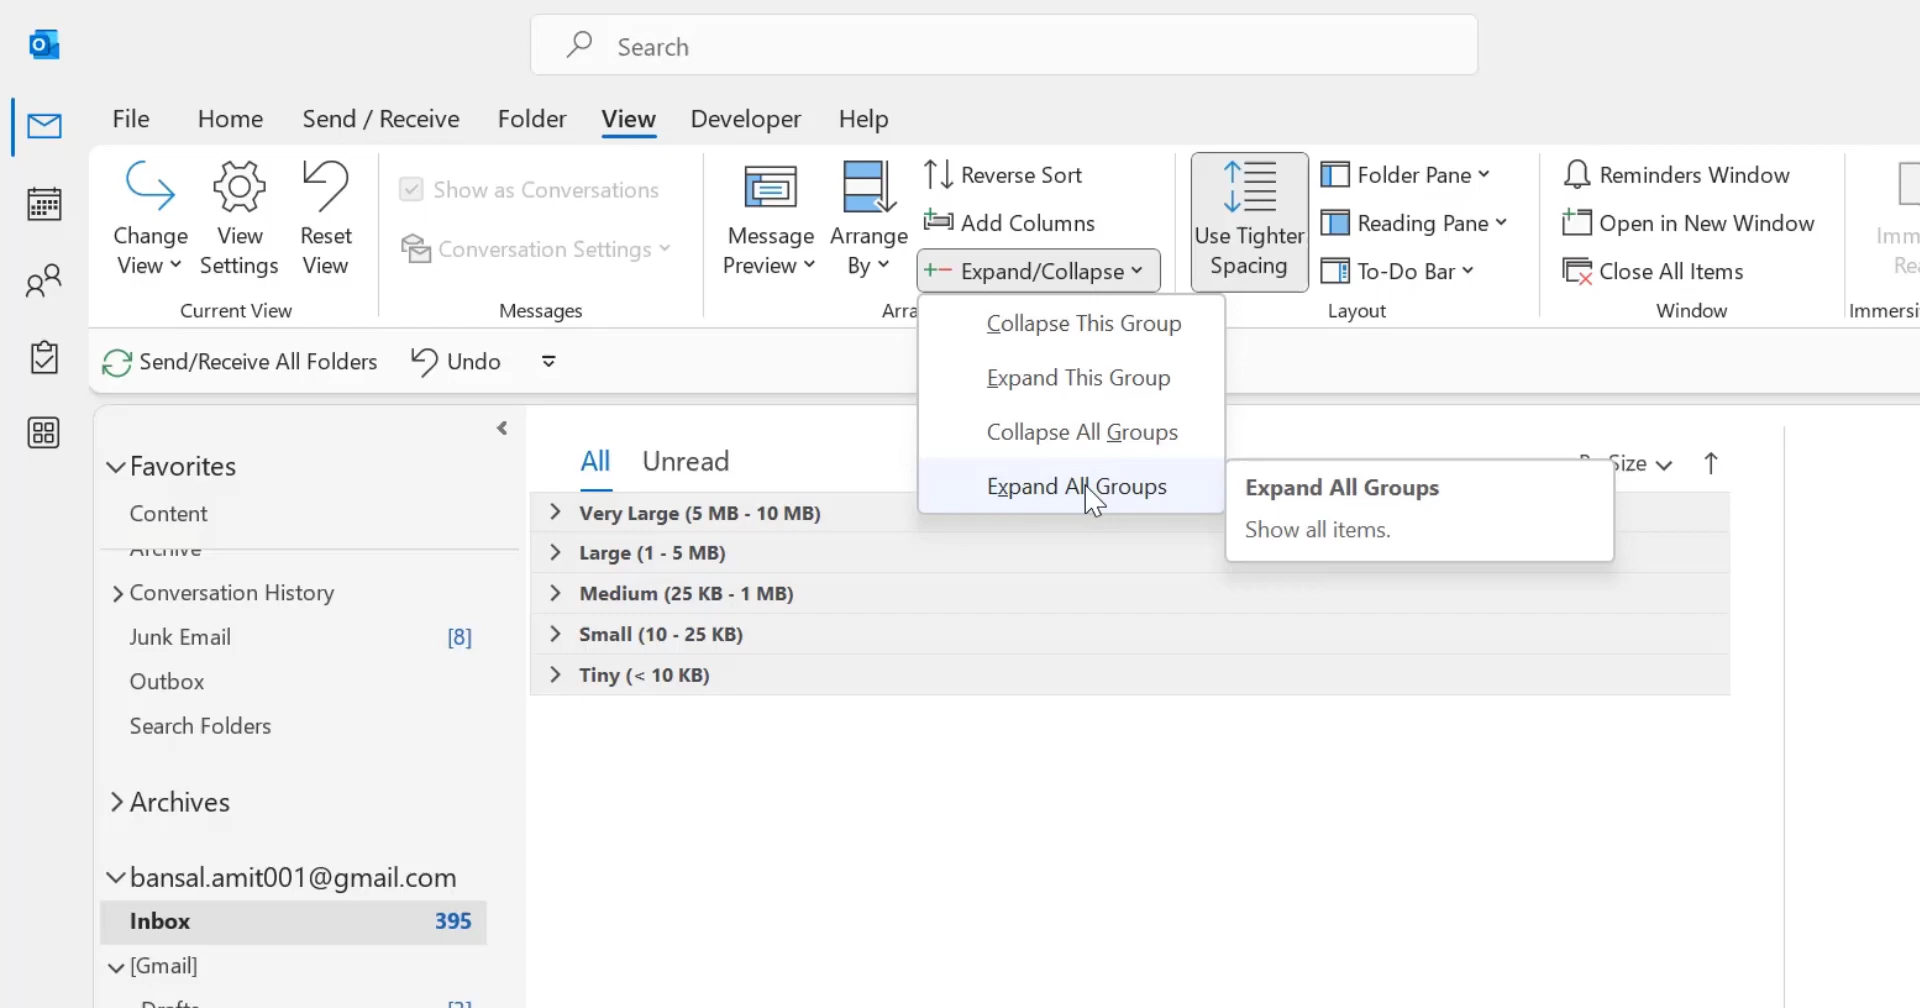 Search
File Home Send / Receive Folder View Developer Help
Change View
View Settings
Reset View
Current View
Show as Conversations
Conversation Settings
Messages
Message Preview
Arrange By
Reverse Sort
Add Columns
Expand/Collapse
Use Tighter Spacing
Folder Pane
Reading Pane
To-Do Bar
Layout
Reminders Window
Open in New Window
Close All Items
Window
Collapse This Group
Expand This Group
Collapse All Groups
Expand All Groups
Expand All Groups
Show all items.
Send/Receive All Folders Undo
Favorites
Content
Archive
Conversation History
Junk Email [8]
Outbox
Search Folders
Archives
bansal.amit001@gmail.com
Inbox 395
[Gmail]
Drafts
All Unread
Size
Very Large (5 MB - 10 MB)
Large (1 - 5 MB)
Medium (25 KB - 1 MB)
Small (10 - 25 KB)
Tiny (< 10 KB)